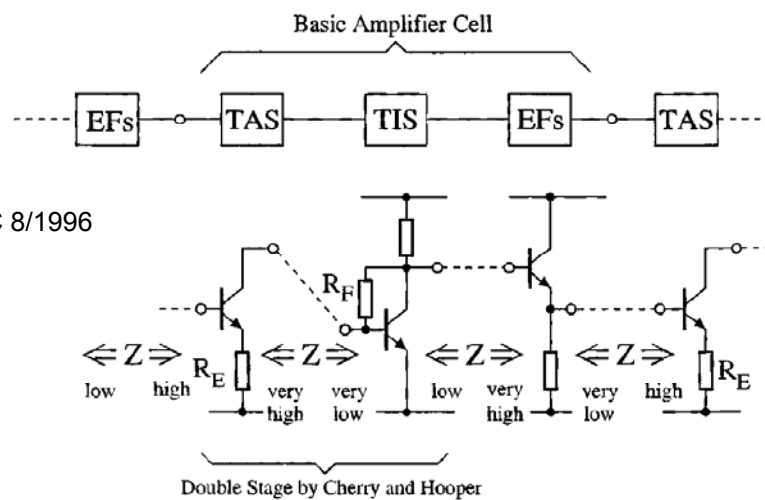 Basic Amplifier Cell
EFs TAS TIS EFs TAS
8/1996
R_F
⇐ Z ⇒ R_E ⇐ Z ⇒ ⇐ Z ⇒ ⇐ Z ⇒ R_E
low high very high very low low very high very low high
Double Stage by Cherry and Hooper